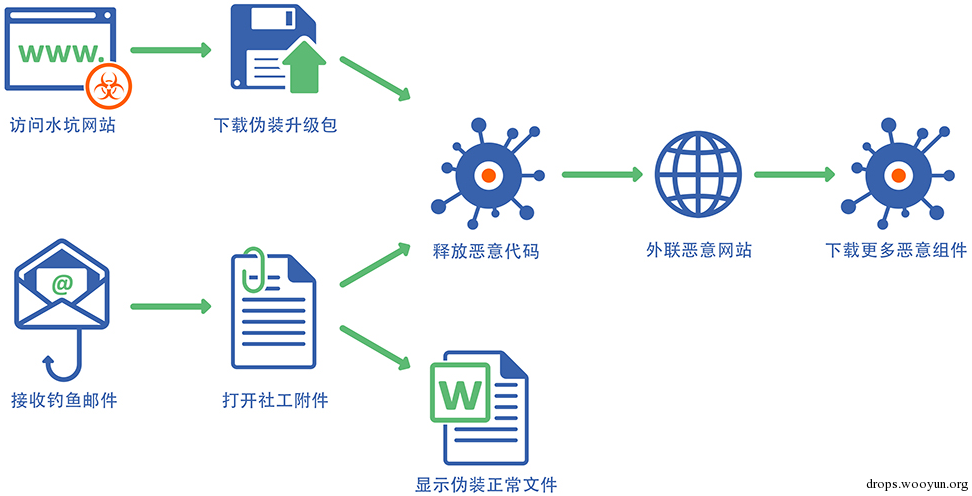 www.
访问水坑网站
下载伪装升级包
释放恶意代码
外联恶意网站
下载更多恶意组件
@
接收钓鱼邮件
打开社工附件
W
显示伪装正常文件
drops.wooyun.org